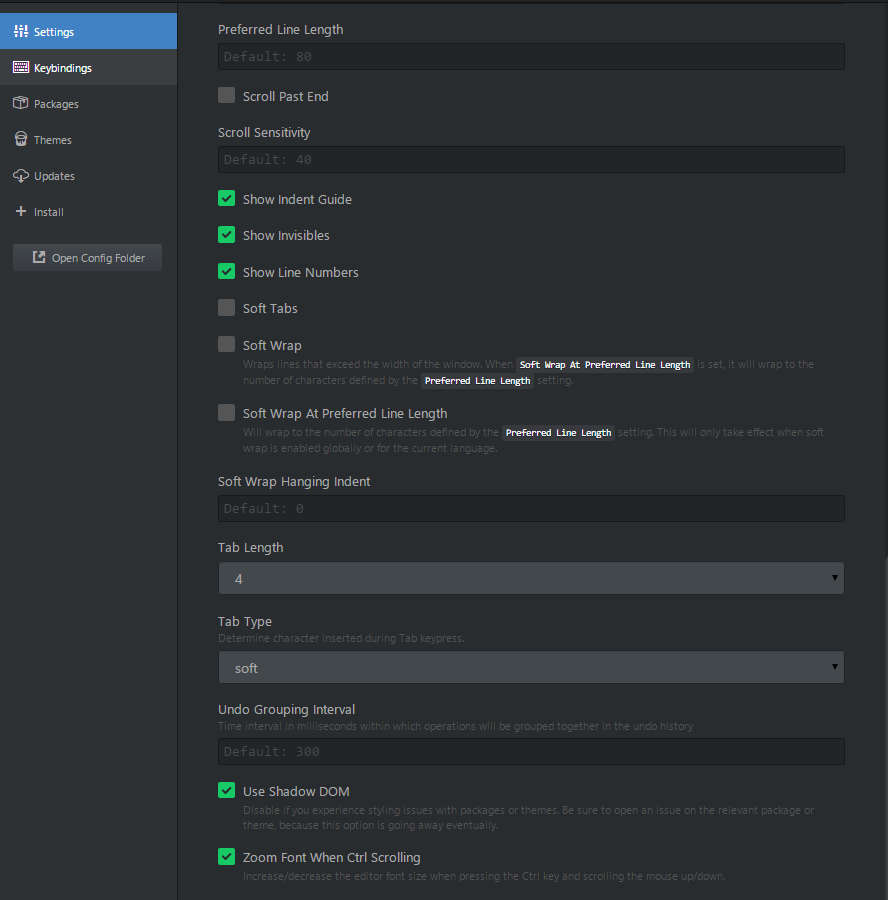 Settings
Keybindings
Packages
Themes
Updates
Install
Open Config Folder
Preferred Line Length
Default: 80
Scroll Past End
Scroll Sensitivity
Default: 40
Show Indent Guide
Show Invisibles
Show Line Numbers
Soft Tabs
Soft Wrap
Wraps lines that exceed the width of the window. When Soft Wrap At Preferred Line Length is set, it will wrap to the
number of characters defined by the Preferred Line Length setting.
Soft Wrap At Preferred Line Length
Will wrap to the number of characters defined by the Preferred Line Length setting. This will only take effect when soft
wrap is enabled globally or for the current language.
Soft Wrap Hanging Indent
Default: 0
Tab Length
4
Tab Type
Determine character inserted during Tab keypress.
soft
Undo Grouping Interval
Time interval in milliseconds within which operations will be grouped together in the undo history
Default: 300
Use Shadow DOM
Disable if you experience styling issues with packages or themes. Be sure to open an issue on the relevant package or
theme, because this option is going away eventually.
Zoom Font When Ctrl Scrolling
Increase/decrease the editor font size when pressing the Ctrl key and scrolling the mouse up/down.